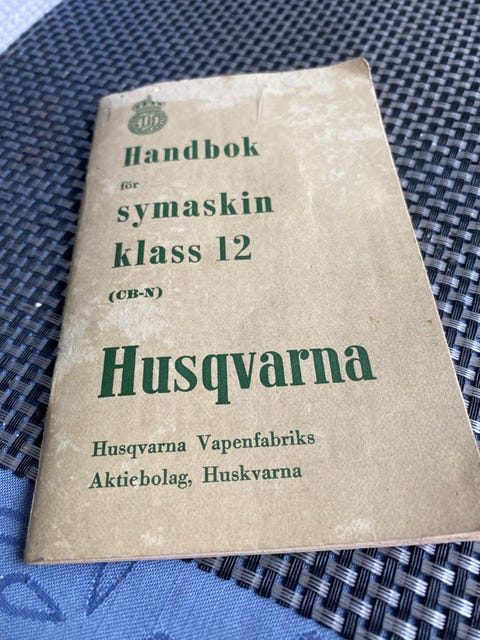 Handbok
för
symaskin
klass 12
(CB-N)
Husqvarna
Husqvarna Vapenfabriks
Aktiebolag, Huskvarna